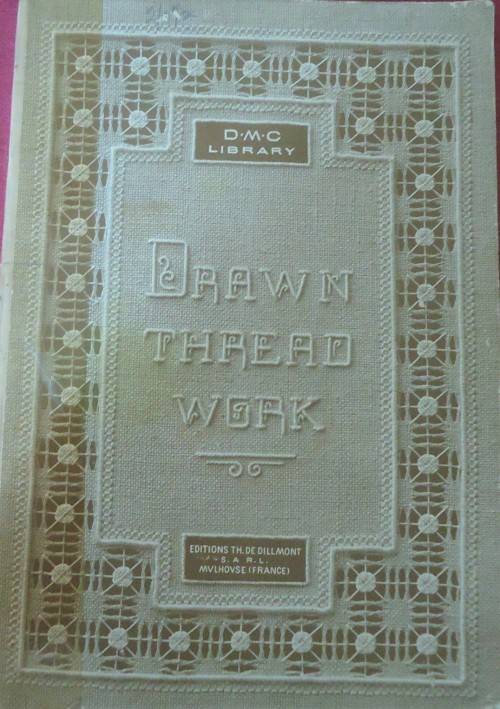 D·M·C
LIBRARY
DRAWN
THREAD
WORK
EDITIONS TH. DE DILLMONT
S. A R. L.
MVLHOVSE (FRANCE)